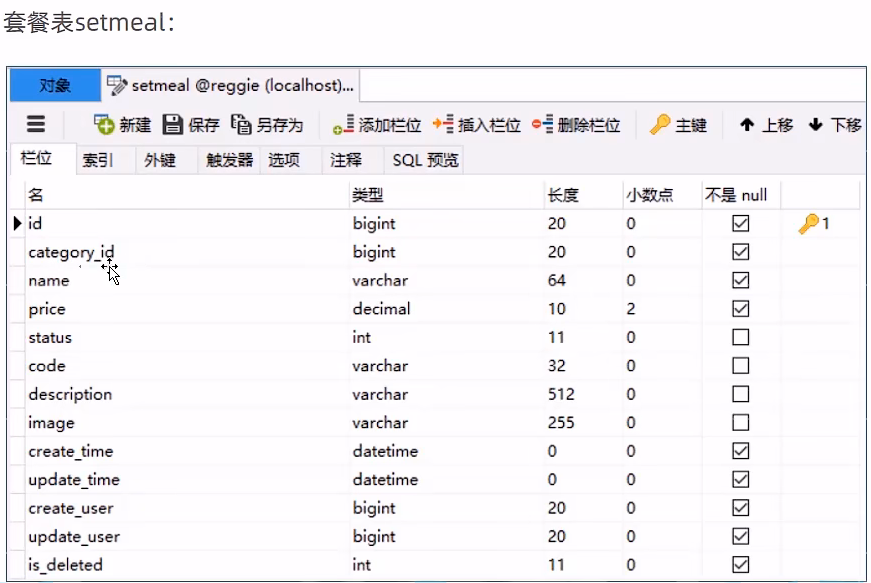 套餐表setmeal：
对象 setmeal @reggie (localhost)...
新建 保存 另存为 添加栏位 插入栏位 删除栏位 主键 上移 下移
栏位 索引 外键 触发器 选项 注释 SQL 预览
名 类型 长度 小数点 不是 null
id bigint 20 0 1
category_id bigint 20 0
name varchar 64 0
price decimal 10 2
status int 11 0
code varchar 32 0
description varchar 512 0
image varchar 255 0
create_time datetime 0 0
update_time datetime 0 0
create_user bigint 20 0
update_user bigint 20 0
is_deleted int 11 0